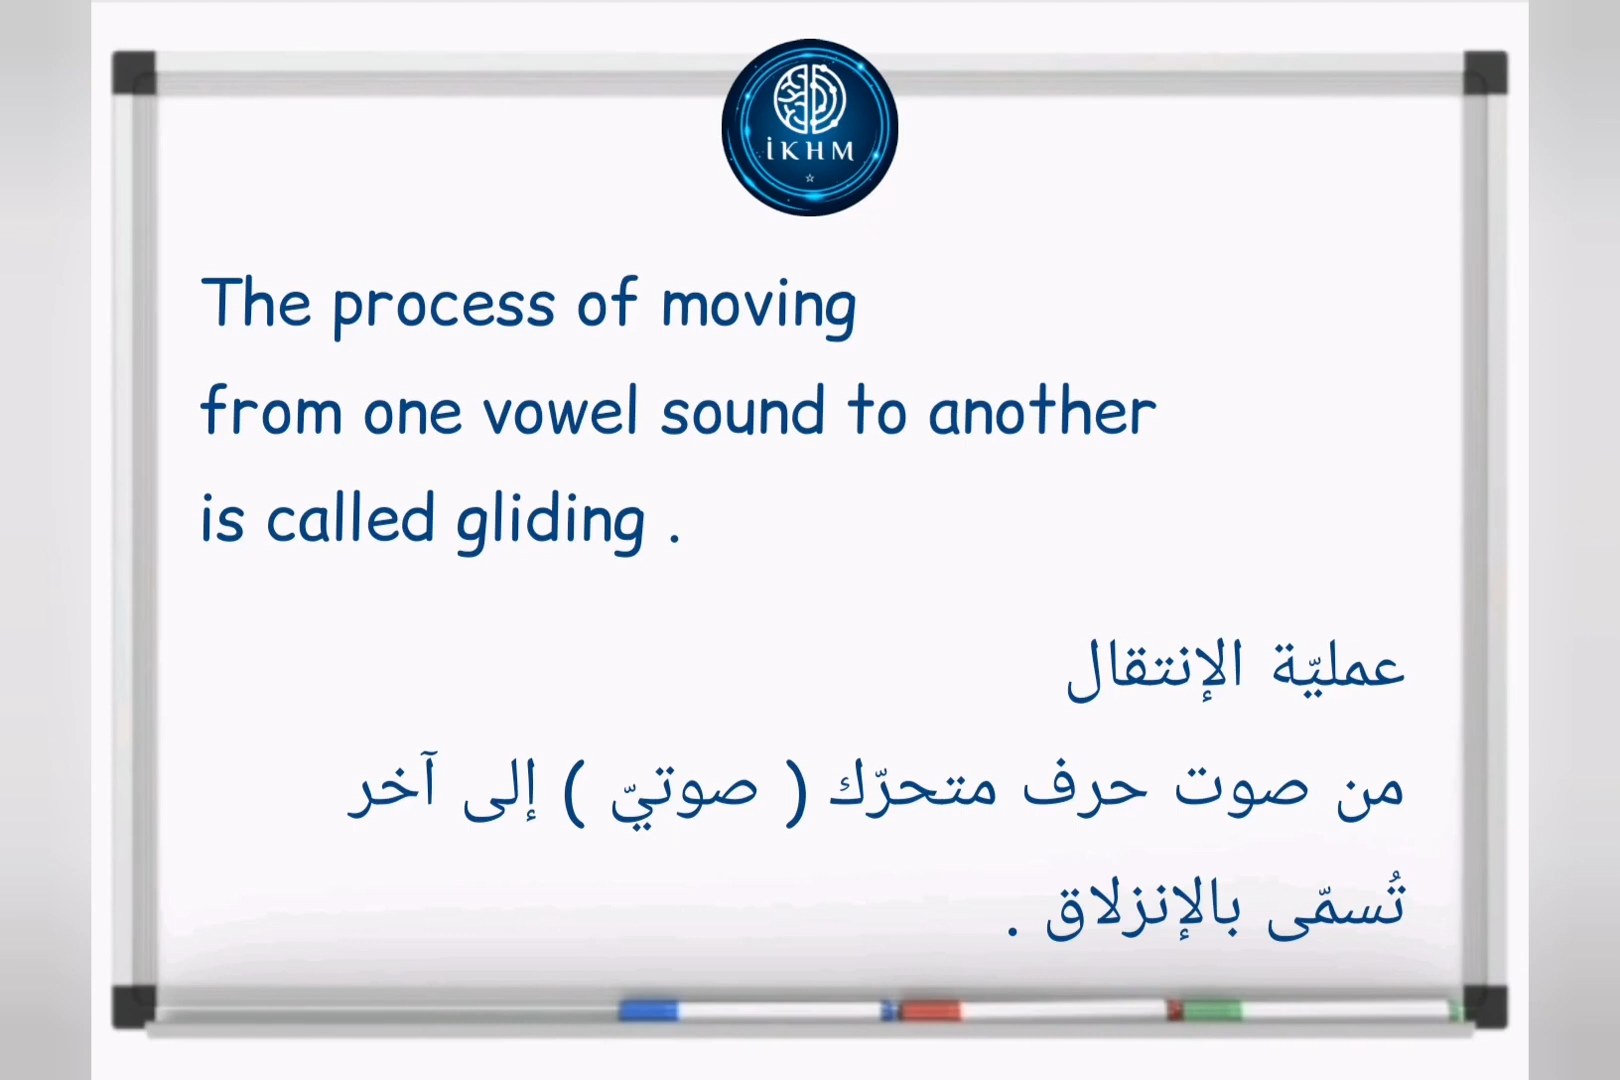 İKHM
The process of moving
from one vowel sound to another
is called gliding .
عمليّة الإنتقال
من صوت حرف متحرّك ( صوتيّ ) إلى آخر
تُسمّى بالإنزلاق .